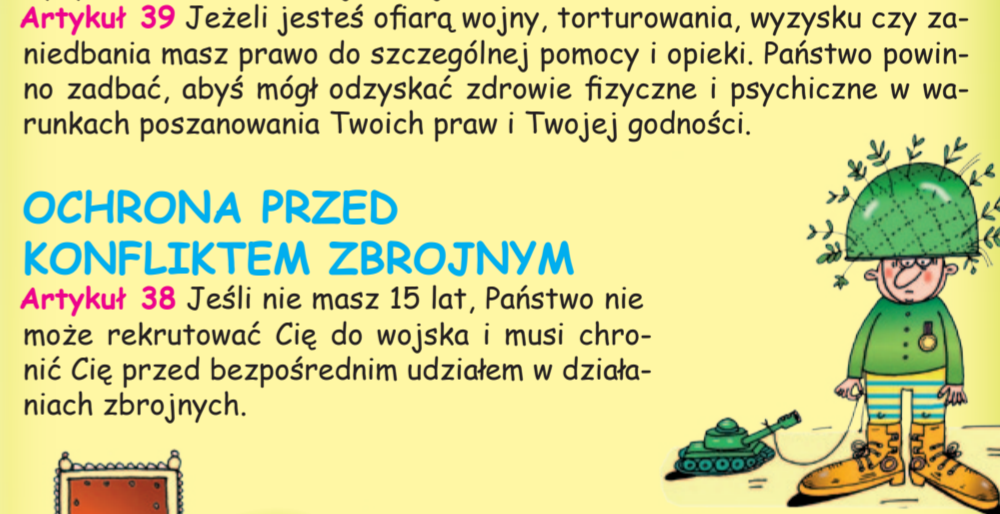 Artykuł 39 Jeżeli jesteś ofiarą wojny, torturowania, wyzysku czy za-
niedbania masz prawo do szczególnej pomocy i opieki. Państwo powin-
no zadbać, abyś mógł odzyskać zdrowie fizyczne i psychiczne w wa-
runkach poszanowania Twoich praw i Twojej godności.
OCHRONA PRZED
KONFLIKTEM ZBROJNYM
Artykuł 38 Jeśli nie masz 15 lat, Państwo nie
może rekrutować Cię do wojska i musi chro-
nić Cię przed bezpośrednim udziałem w działa-
niach zbrojnych.